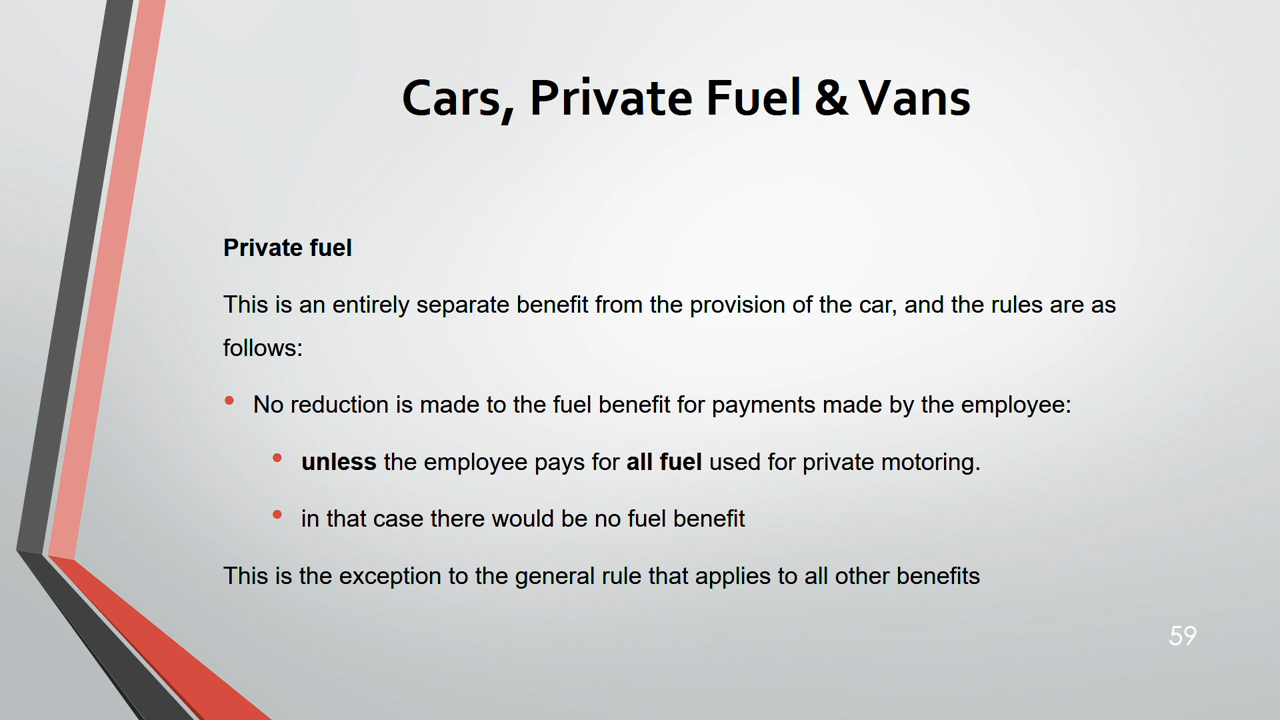 Cars, Private Fuel & Vans
Private fuel
This is an entirely separate benefit from the provision of the car, and the rules are as
follows:
• No reduction is made to the fuel benefit for payments made by the employee:
• unless the employee pays for all fuel used for private motoring.
• in that case there would be no fuel benefit
This is the exception to the general rule that applies to all other benefits
59